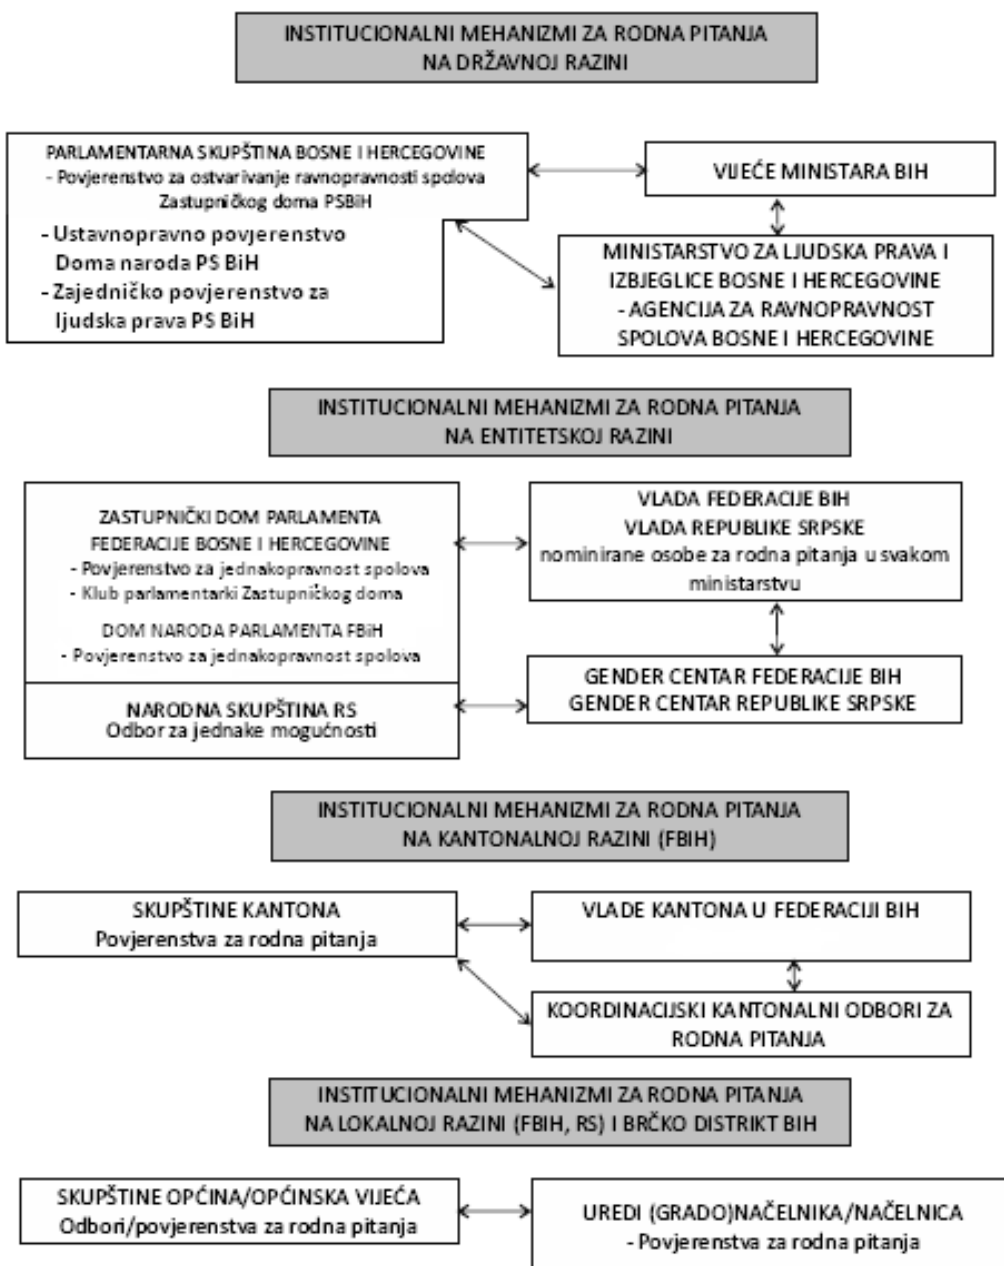 INSTITUCIONALNI MEHANIZMI ZA RODNA PITANJA
NA DRŽAVNOJ RAZINI
PARLAMENTARNA SKUPŠTINA BOSNE I HERCEGOVINE
- Povjerenstvo za ostvarivanje ravnopravnosti spolova
Zastupničkog doma PSBiH
- Ustavnopravno povjerenstvo
Doma naroda PS BiH
- Zajedničko povjerenstvo za
ljudska prava PS BiH
VIJEĆE MINISTARA BIH
MINISTARSTVO ZA LJUDSKA PRAVA I
IZBJEGLICE BOSNE I HERCEGOVINE
- AGENCIJA ZA RAVNOPRAVNOST
SPOLOVA BOSNE I HERCEGOVINE
INSTITUCIONALNI MEHANIZMI ZA RODNA PITANJA
NA ENTITETSKOJ RAZINI
ZASTUPNIČKI DOM PARLAMENTA
FEDERACIJE BOSNE I HERCEGOVINE
- Povjerenstvo za jednakopravnost spolova
- Klub parlamentarki Zastupničkog doma
DOM NARODA PARLAMENTA FBiH
- Povjerenstvo za jednakopravnost spolova
NARODNA SKUPŠTINA RS
Odbor za jednake mogućnosti
VLADA FEDERACIJE BIH
VLADA REPUBLIKE SRPSKE
nominirane osobe za rodna pitanja u svakom
ministarstvu
GENDER CENTAR FEDERACIJE BIH
GENDER CENTAR REPUBLIKE SRPSKE
INSTITUCIONALNI MEHANIZMI ZA RODNA PITANJA
NA KANTONALNOJ RAZINI (FBIH)
SKUPŠTINE KANTONA
Povjerenstva za rodna pitanja
VLADE KANTONA U FEDERACIJI BIH
KOORDINACIJSKI KANTONALNI ODBORI ZA
RODNA PITANJA
INSTITUCIONALNI MEHANIZMI ZA RODNA PITANJA
NA LOKALNOJ RAZINI (FBIH, RS) I BRČKO DISTRIKT BIH
SKUPŠTINE OPĆINA/OPĆINSKA VIJEĆA
Odbori/povjerenstva za rodna pitanja
UREDI (GRADO)NAČELNIKA/NAČELNICA
- Povjerenstva za rodna pitanja